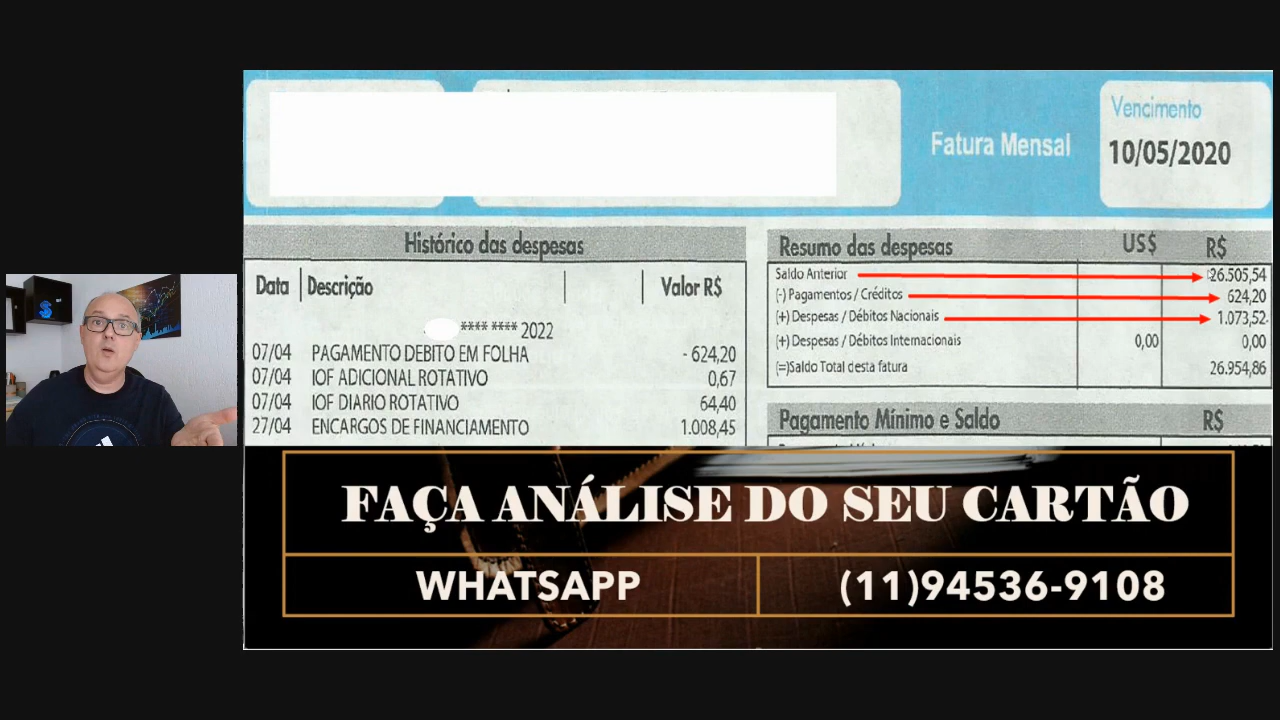 Fatura Mensal
Vencimento
10/05/2020
Histórico das despesas
Data Descrição Valor R$
**** **** 2022
07/04 PAGAMENTO DEBITO EM FOLHA - 624,20
07/04 IOF ADICIONAL ROTATIVO 0,67
07/04 IOF DIARIO ROTATIVO 64,40
27/04 ENCARGOS DE FINANCIAMENTO 1.008,45
Resumo das despesas US$ R$
Saldo Anterior 26.505,54
(-) Pagamentos / Créditos 624,20
(+) Despesas / Débitos Nacionais 1.073,52
(+) Despesas / Débitos Internacionais 0,00 0,00
(=)Saldo Total desta fatura 26.954,86
Pagamento Mínimo e Saldo R$
FAÇA ANÁLISE DO SEU CARTÃO
WHATSAPP (11)94536-9108